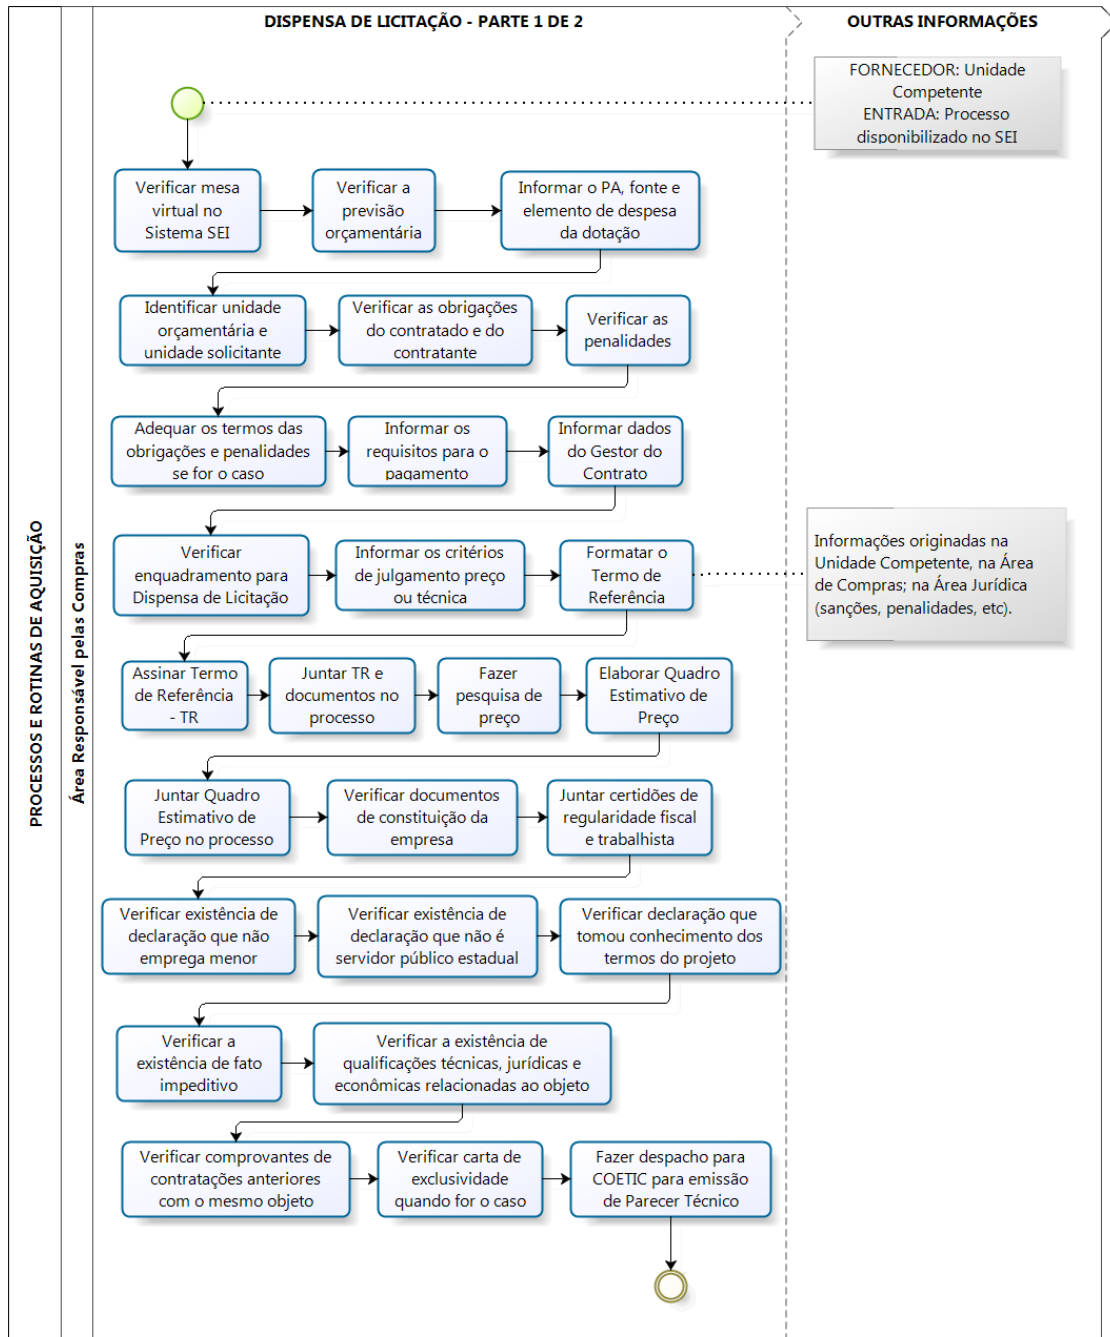 DISPENSA DE LICITAÇÃO - PARTE 1 DE 2
OUTRAS INFORMAÇÕES
PROCESSOS E ROTINAS DE AQUISIÇÃO
Área Responsável pelas Compras
FORNECEDOR: Unidade
Competente
ENTRADA: Processo
disponibilizado no SEI
Verificar mesa
virtual no
Sistema SEI
Verificar a
previsão
orçamentária
Informar o PA, fonte e
elemento de despesa
da dotação
Identificar unidade
orçamentária e
unidade solicitante
Verificar as obrigações
do contratado e do
contratante
Verificar as
penalidades
Adequar os termos das
obrigações e penalidades
se for o caso
Informar os
requisitos para o
pagamento
Informar dados
do Gestor do
Contrato
Verificar
enquadramento para
Dispensa de Licitação
Informar os critérios
de julgamento preço
ou técnica
Formatar o
Termo de
Referência
Informações originadas na
Unidade Competente, na Área
de Compras; na Área Jurídica
(sanções, penalidades, etc).
Assinar Termo
de Referência
- TR
Juntar TR e
documentos no
processo
Fazer
pesquisa de
preço
Elaborar Quadro
Estimativo de
Preço
Juntar Quadro
Estimativo de
Preço no processo
Verificar documentos
de constituição da
empresa
Juntar certidões de
regularidade fiscal
e trabalhista
Verificar existência de
declaração que não
emprega menor
Verificar existência de
declaração que não é
servidor público estadual
Verificar declaração que
tomou conhecimento dos
termos do projeto
Verificar a
existência de fato
impeditivo
Verificar a existência de
qualificações técnicas, jurídicas e
econômicas relacionadas ao objeto
Verificar comprovantes de
contratações anteriores
com o mesmo objeto
Verificar carta de
exclusividade
quando for o caso
Fazer despacho para
COETIC para emissão
de Parecer Técnico